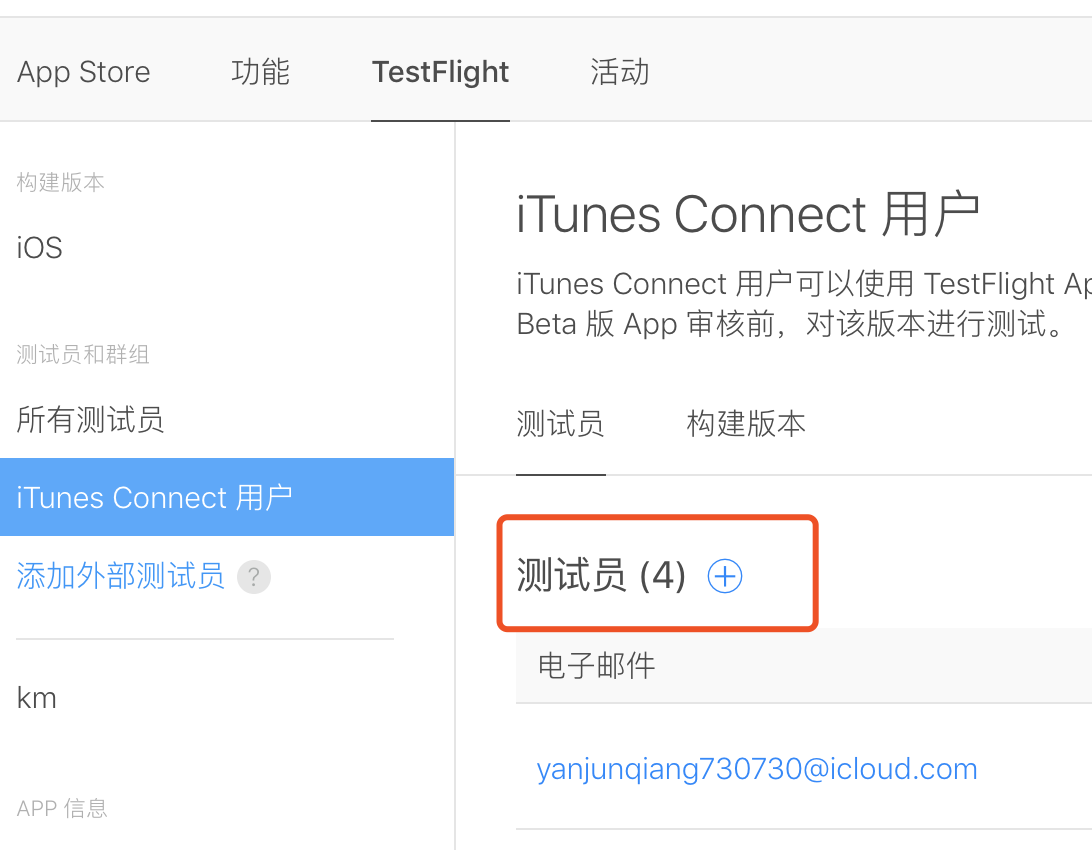 App Store 功能 TestFlight 活动
构建版本
iOS
测试员和群组
所有测试员
iTunes Connect 用户
添加外部测试员 ?
km
APP 信息
iTunes Connect 用户
iTunes Connect 用户可以使用 TestFlight Ap
Beta 版 App 审核前，对该版本进行测试。
测试员 构建版本
测试员 (4)
电子邮件
yanjunqiang730730@icloud.com